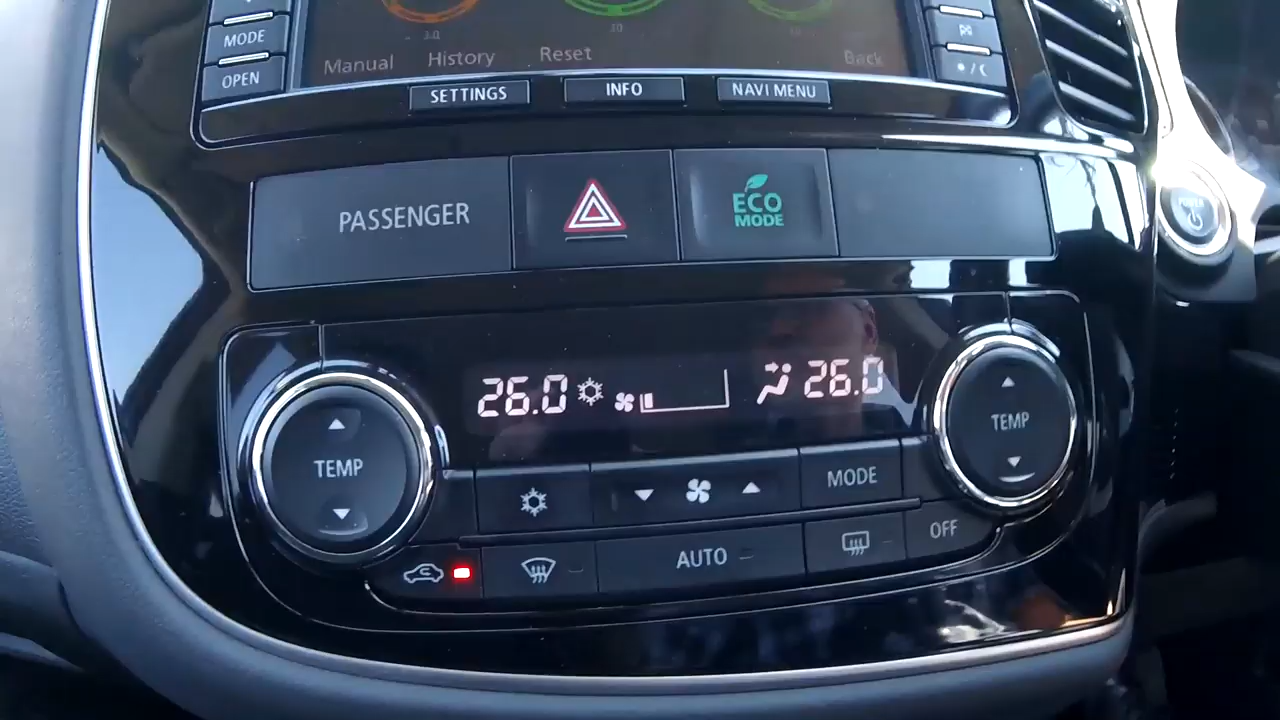 MODE
OPEN
Manual History Reset Back
SETTINGS INFO NAVI MENU
PASSENGER
ECO
MODE
POWER
26.0 26.0
TEMP
TEMP
MODE
AUTO
OFF